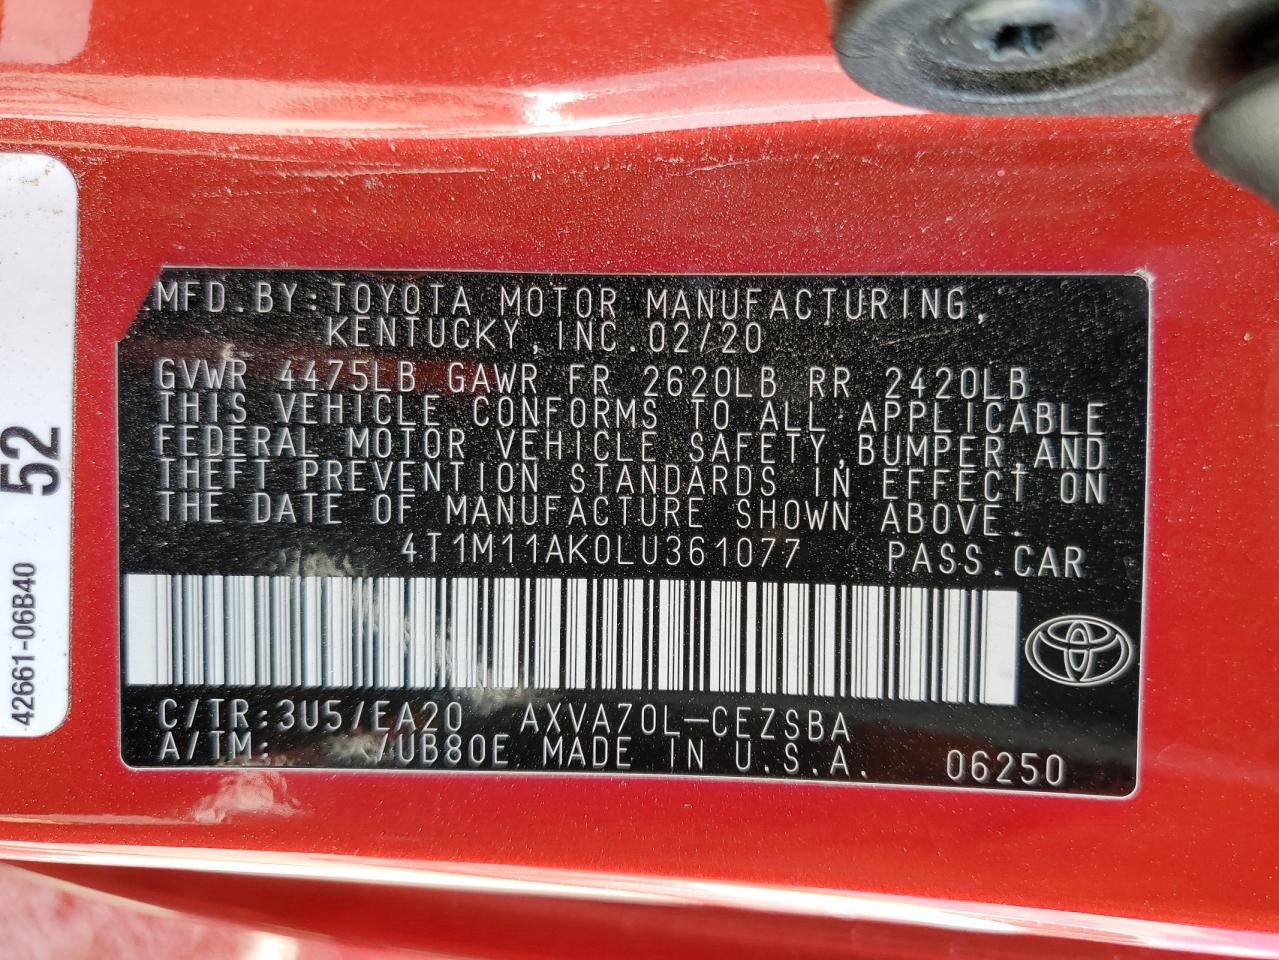 MFD.BY:TOYOTA MOTOR MANUFACTURING,
KENTUCKY,INC.02/20
GVWR 4475LB GAWR FR 2620LB RR 2420LB
THIS VEHICLE CONFORMS TO ALL APPLICABLE
FEDERAL MOTOR VEHICLE SAFETY,BUMPER,AND
THEFT PREVENTION STANDARDS IN EFFECT ON
THE DATE OF MANUFACTURE SHOWN ABOVE.
4T1M11AK0LU361077 PASS.CAR
C/TR:3U5/EA20 AXVA70L-CEZSBA
A/TM: /UB80E MADE IN U.S.A. 06250
52
42661-06B40